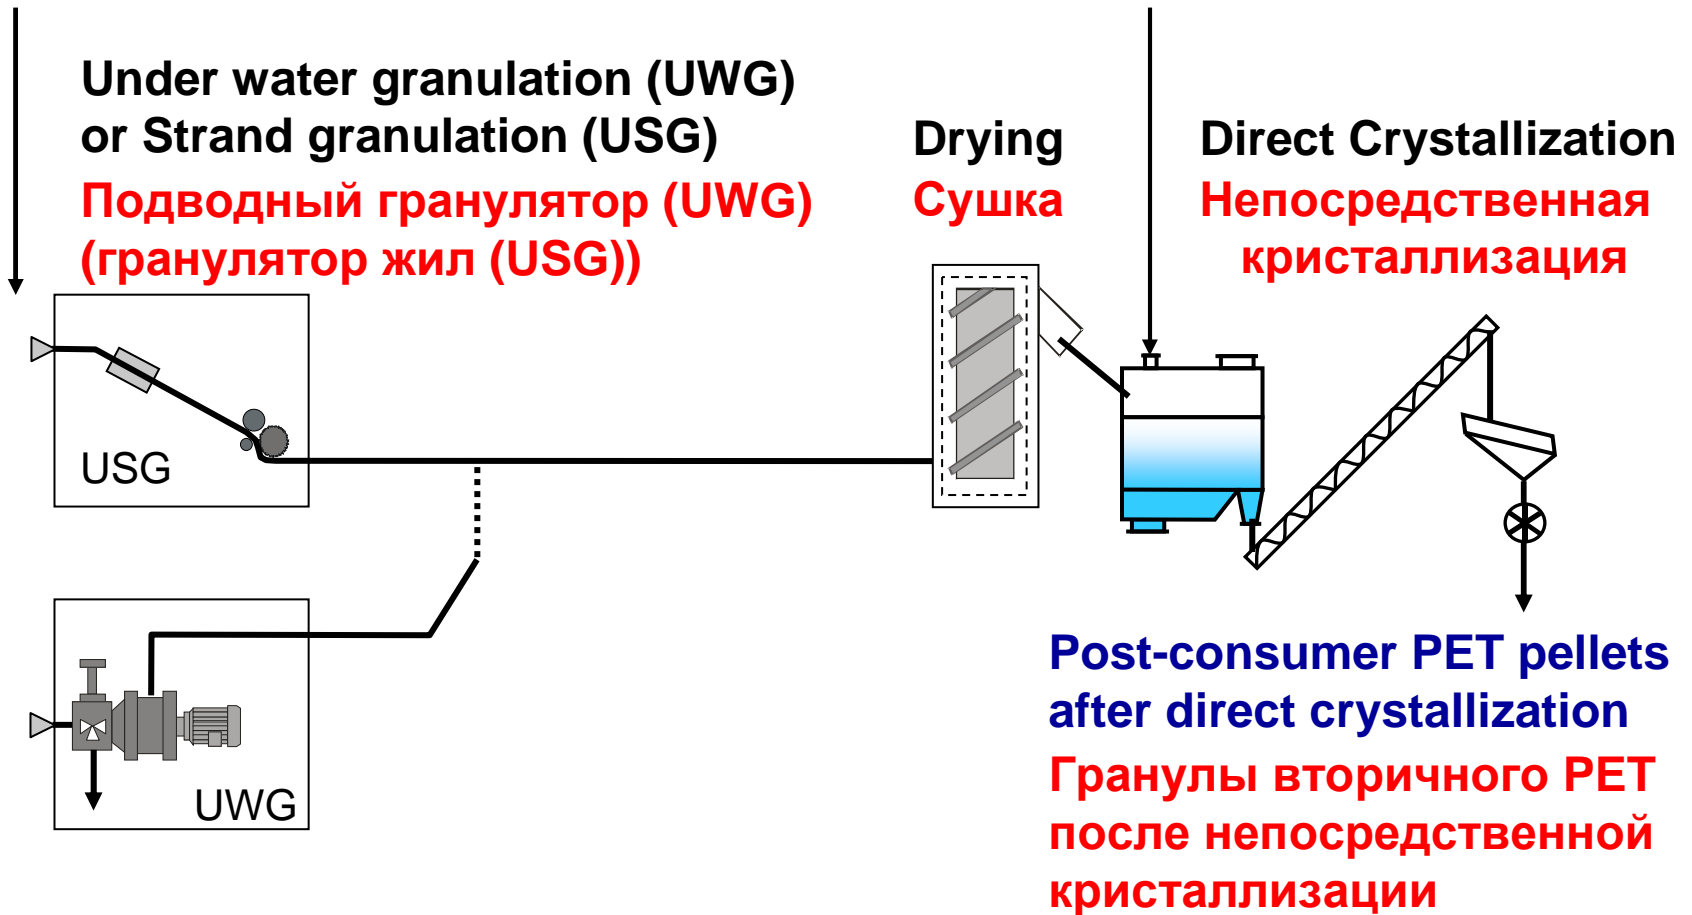 Under water granulation (UWG)
or Strand granulation (USG)
Подводный гранулятор (UWG)
(гранулятор жил (USG))
Drying
Сушка
Direct Crystallization
Непосредственная
кристаллизация
USG
UWG
Post-consumer PET pellets
after direct crystallization
Гранулы вторичного PET
после непосредственной
кристаллизации